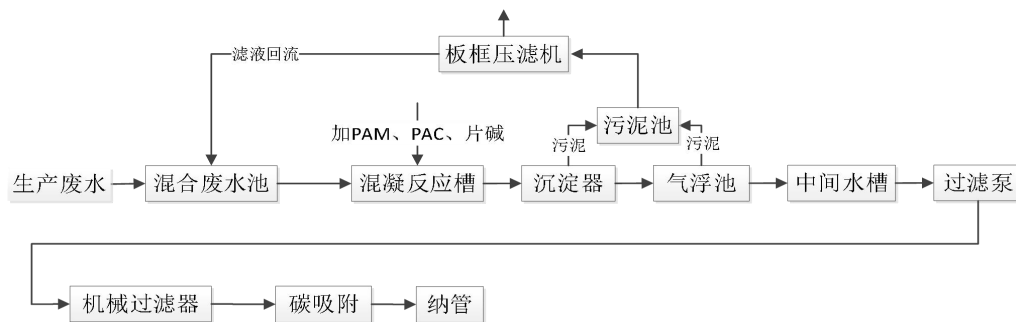 板框压滤机
滤液回流
污泥池
加PAM、PAC、片碱
污泥
污泥
生产废水
混合废水池
混凝反应槽
沉淀器
气浮池
中间水槽
过滤泵
机械过滤器
碳吸附
纳管